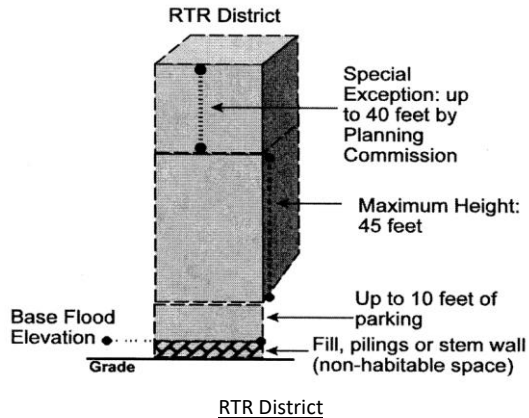 RTR District
Special
Exception: up
to 40 feet by
Planning
Commission
Maximum Height:
45 feet
Up to 10 feet of
parking
Base Flood
Elevation
Fill, pilings or stem wall
(non-habitable space)
Grade
RTR District